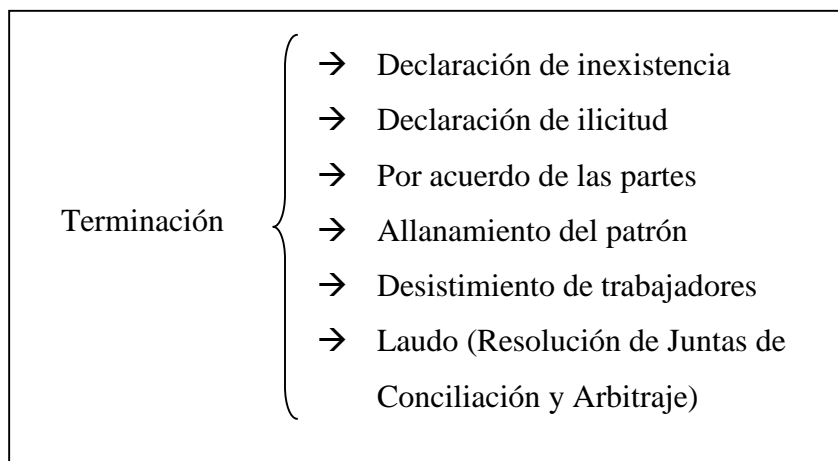 Terminación
→ Declaración de inexistencia
→ Declaración de ilicitud
→ Por acuerdo de las partes
→ Allanamiento del patrón
→ Desistimiento de trabajadores
→ Laudo (Resolución de Juntas de
Conciliación y Arbitraje)